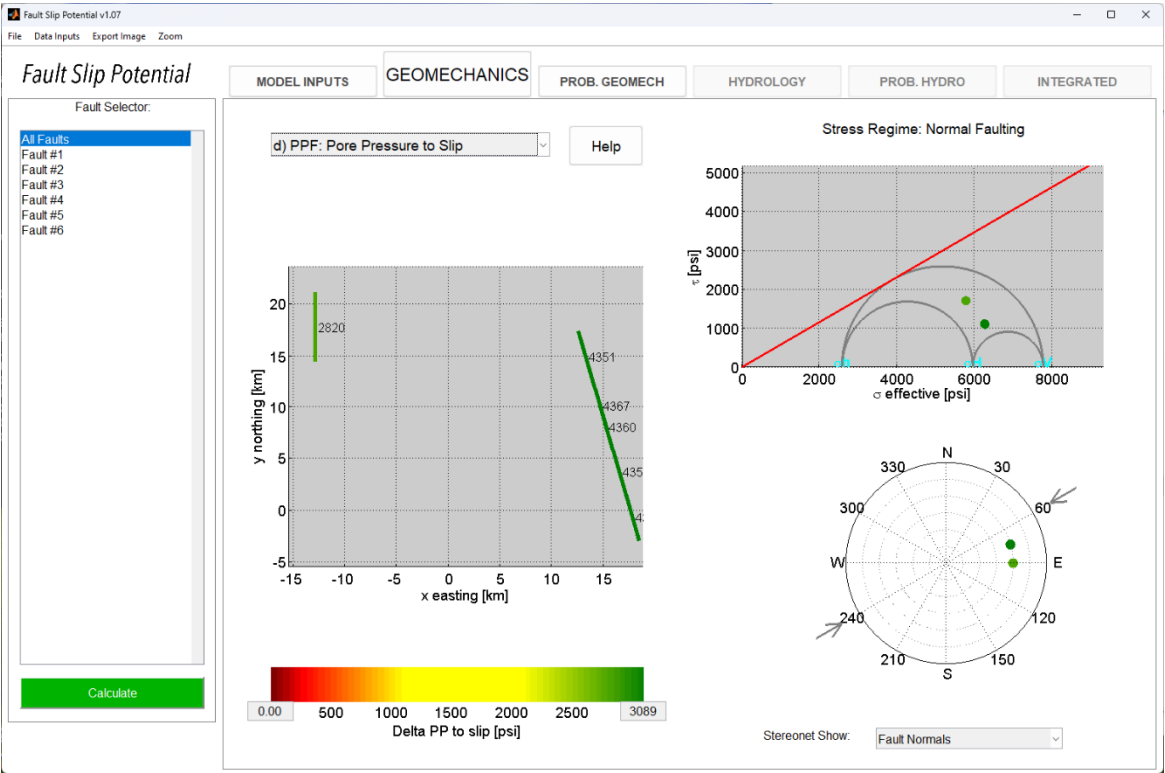 Fault Slip Potential v1.07
File Data Inputs Export Image Zoom
Fault Slip Potential
MODEL INPUTS GEOMECHANICS PROB. GEOMECH HYDROLOGY PROB. HYDRO INTEGRATED
Fault Selector:
All Faults
Fault #1
Fault #2
Fault #3
Fault #4
Fault #5
Fault #6
Calculate
d) PPF: Pore Pressure to Slip
Help
20
15
10
5
0
-5
-15 -10 -5 0 5 10 15
y northing [km]
x easting [km]
2820
4351
4367
4360
435
0.00 500 1000 1500 2000 2500 3089
Delta PP to slip [psi]
Stress Regime: Normal Faulting
5000
4000
3000
2000
1000
0
τ [psi]
0 2000 4000 6000 8000
σ effective [psi]
N
330 30
300 60
W E
240 120
210 150
S
Stereonet Show: Fault Normals